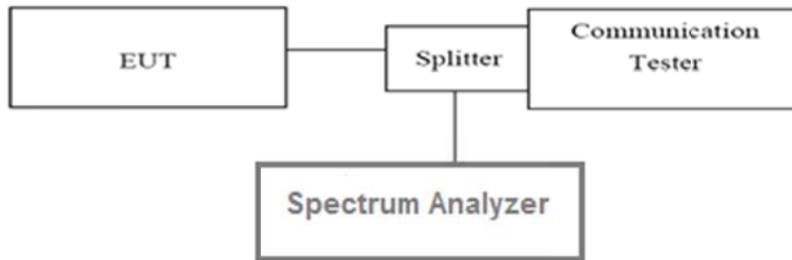 EUT
Splitter
Communication
Tester
Spectrum Analyzer